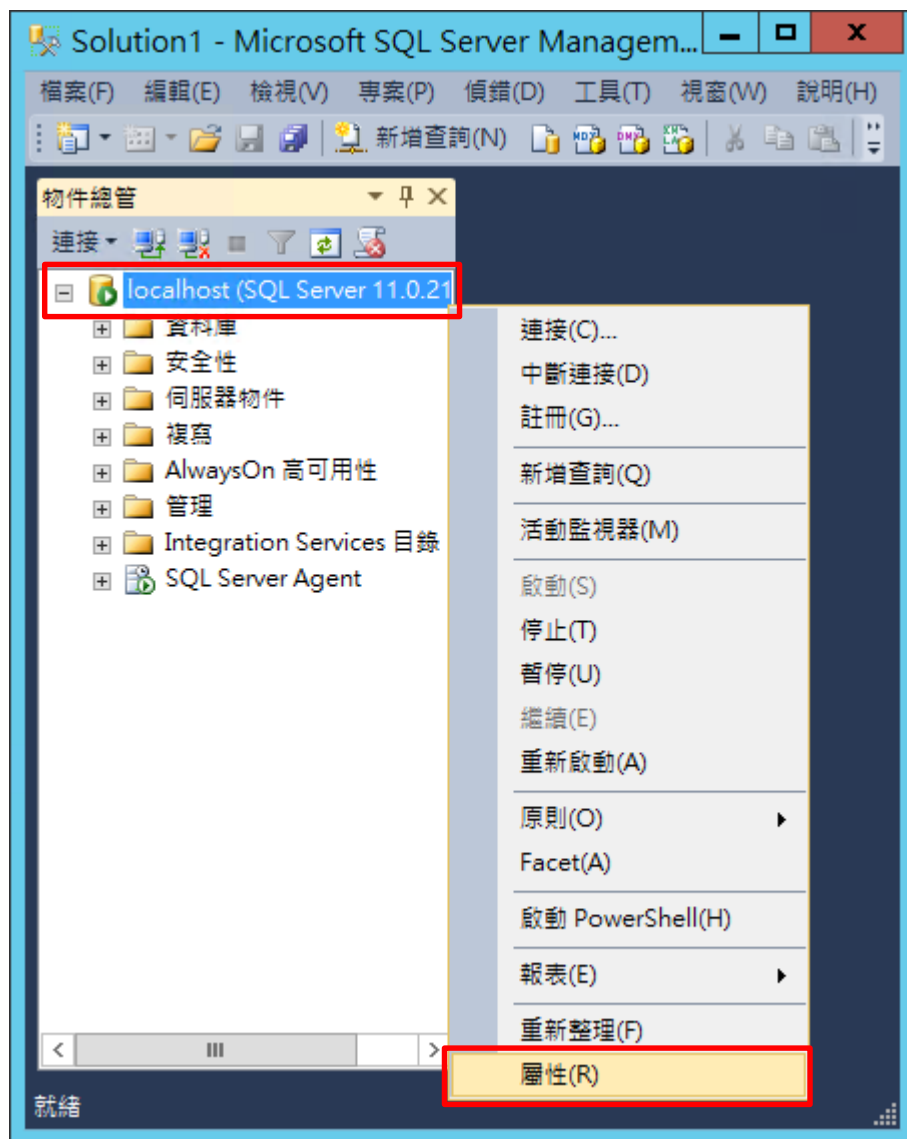 Solution1 - Microsoft SQL Server Managem...
檔案(F) 編輯(E) 檢視(V) 專案(P) 偵錯(D) 工具(T) 視窗(W) 說明(H)
新增查詢(N)
物件總管
連接
localhost (SQL Server 11.0.21
資料庫
安全性
伺服器物件
複寫
AlwaysOn 高可用性
管理
Integration Services 目錄
SQL Server Agent
連接(C)...
中斷連接(D)
註冊(G)...
新增查詢(Q)
活動監視器(M)
啟動(S)
停止(T)
暫停(U)
繼續(E)
重新啟動(A)
原則(O)
Facet(A)
啟動 PowerShell(H)
報表(E)
重新整理(F)
屬性(R)
就緒